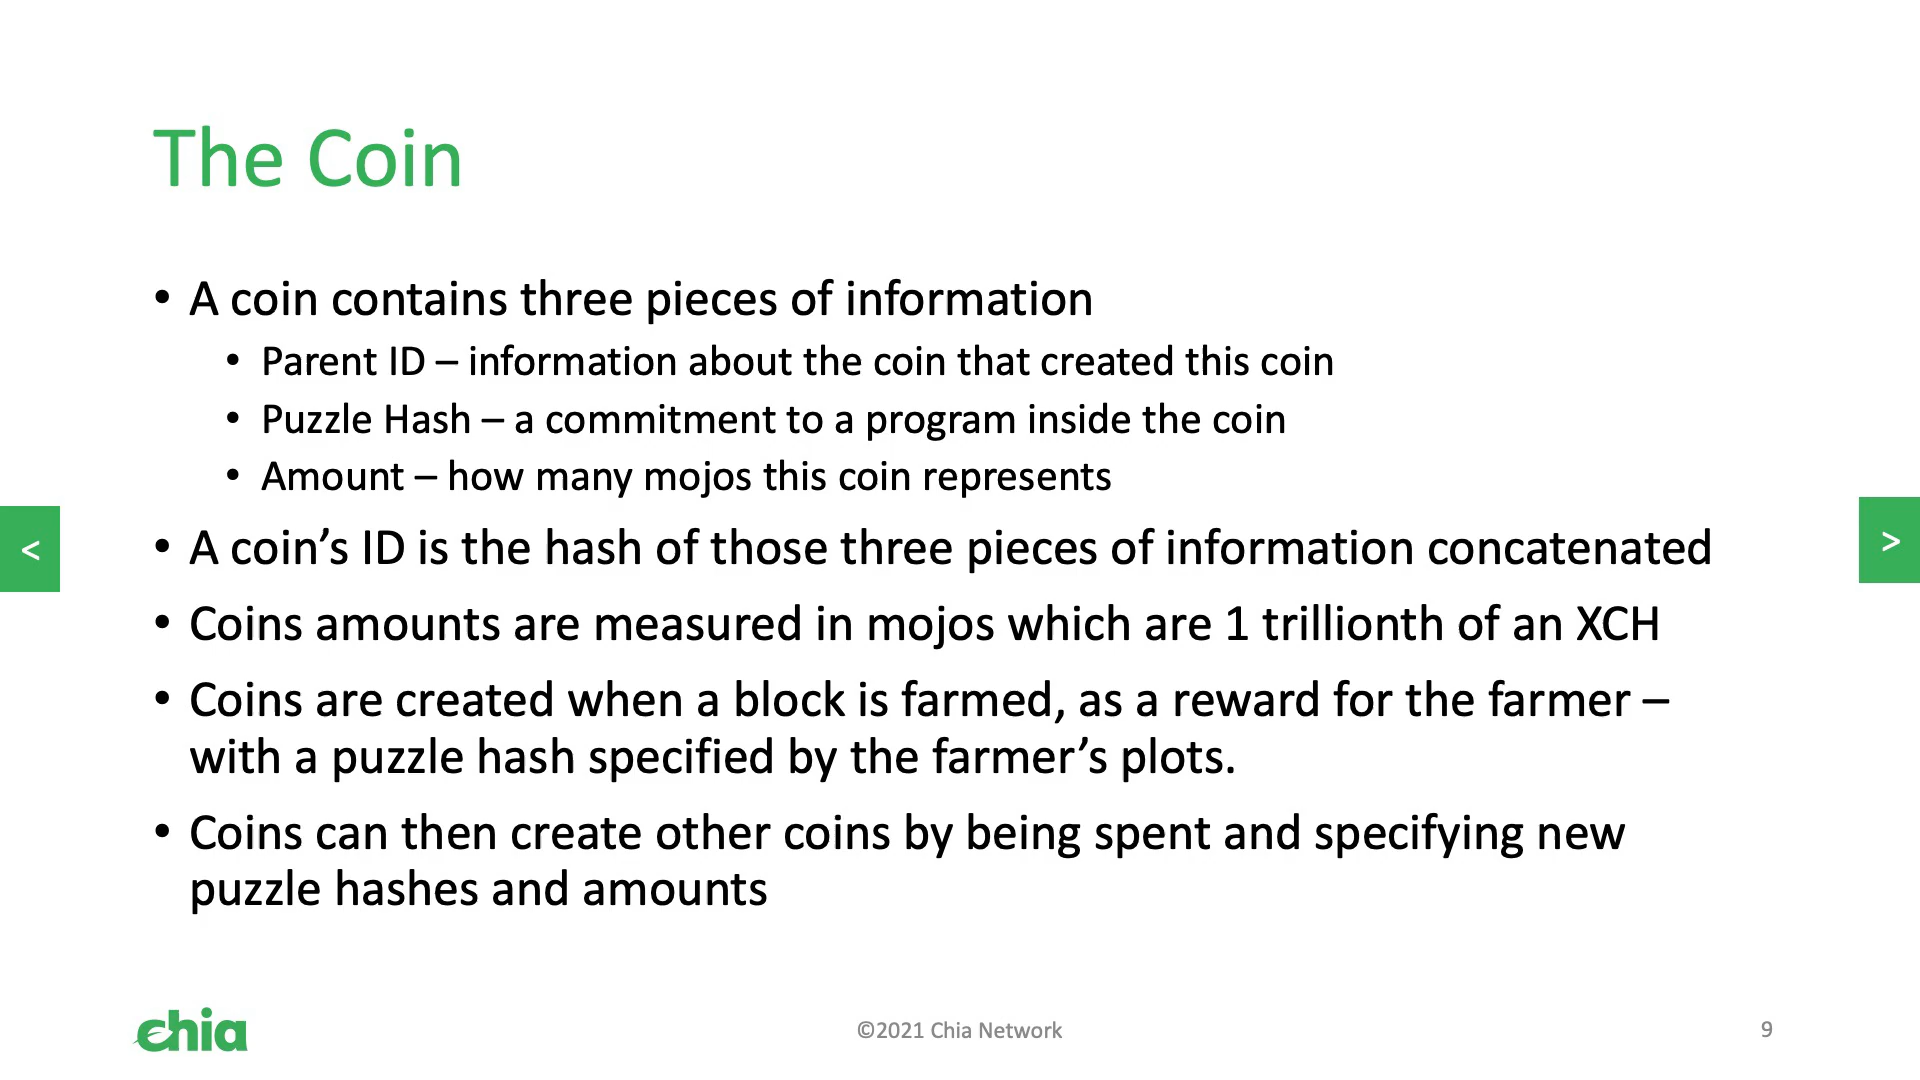 The Coin
• A coin contains three pieces of information
• Parent ID – information about the coin that created this coin
• Puzzle Hash – a commitment to a program inside the coin
• Amount – how many mojos this coin represents
• A coin’s ID is the hash of those three pieces of information concatenated
• Coins amounts are measured in mojos which are 1 trillionth of an XCH
• Coins are created when a block is farmed, as a reward for the farmer –
with a puzzle hash specified by the farmer’s plots.
• Coins can then create other coins by being spent and specifying new
puzzle hashes and amounts
<
>
chia
©2021 Chia Network
9